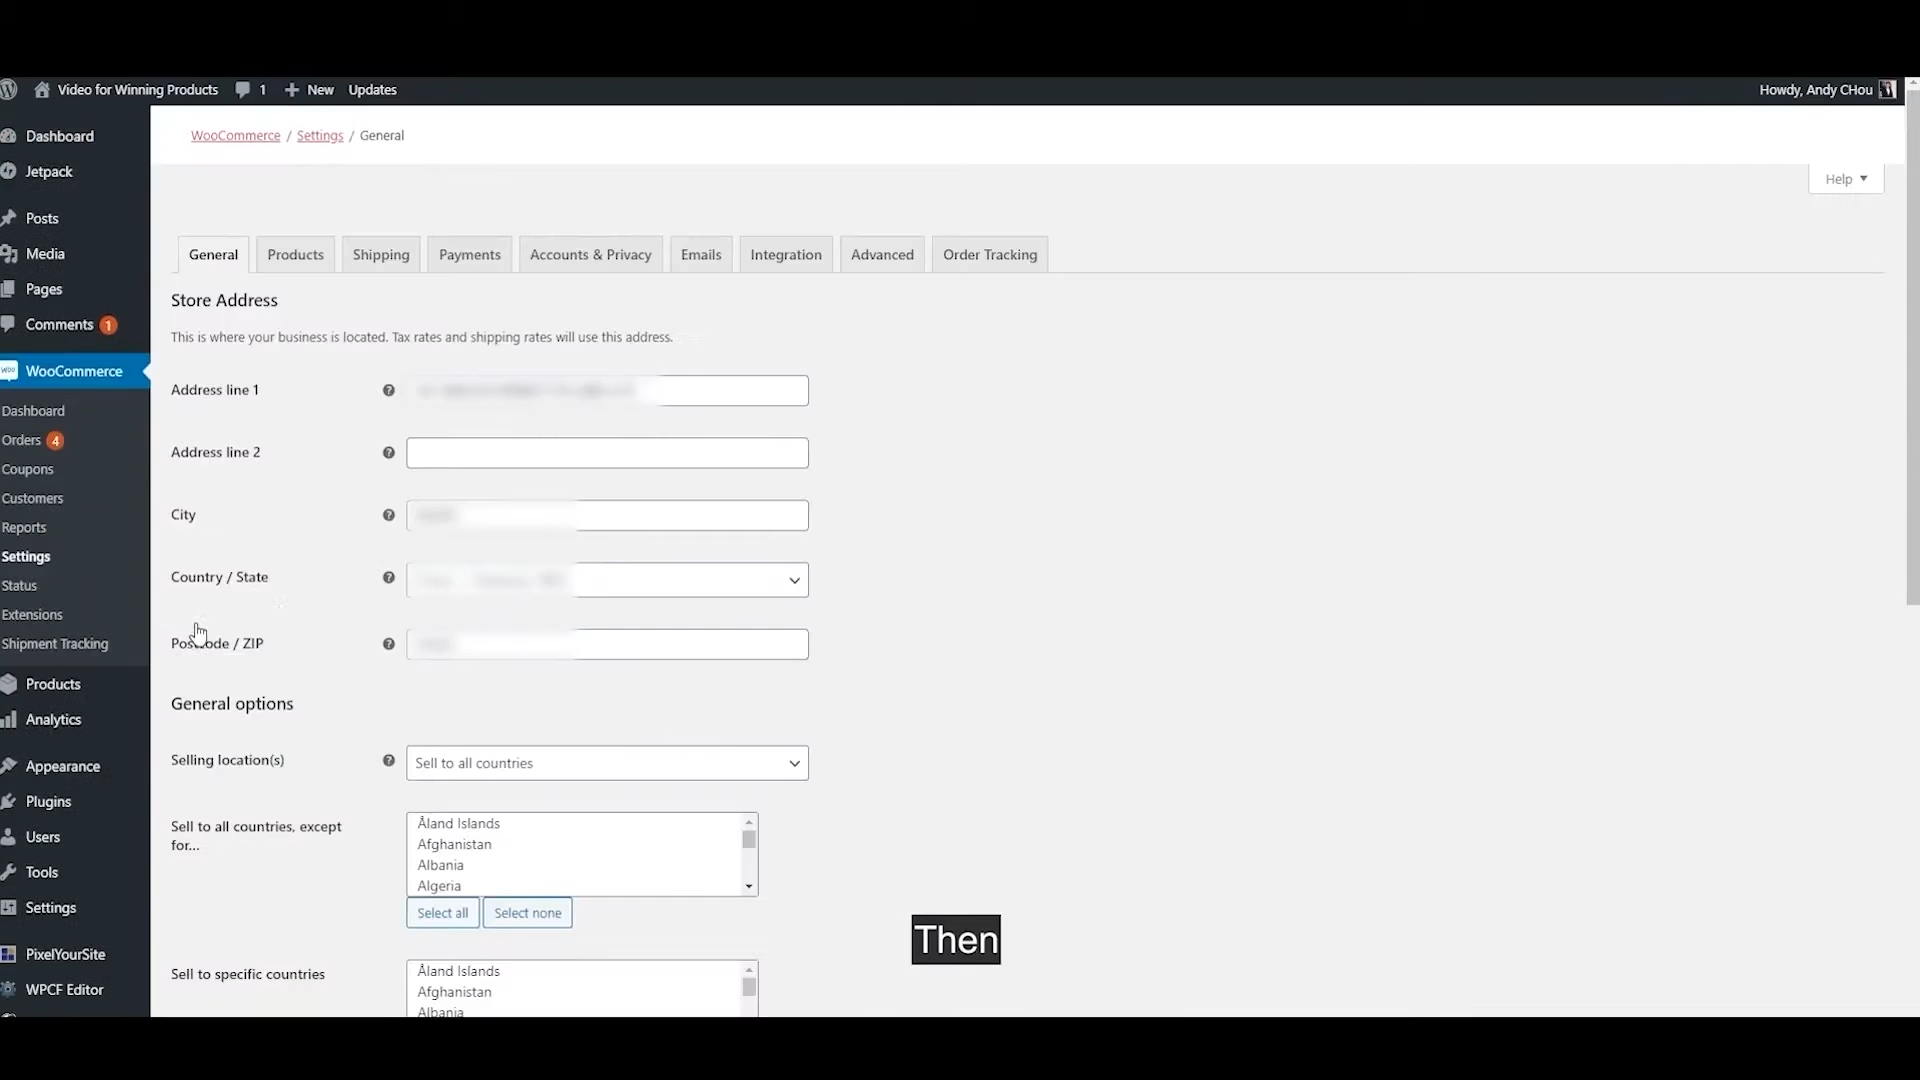 Video for Winning Products 1 New Updates Howdy, Andy CHou
Dashboard
Jetpack
Posts
Media
Pages
Comments 1
WooCommerce
Dashboard
Orders 4
Coupons
Customers
Reports
Settings
Status
Extensions
Shipment Tracking
Products
Analytics
Appearance
Plugins
Users
Tools
Settings
PixelYourSite
WPCF Editor
WooCommerce / Settings / General
Help
General Products Shipping Payments Accounts & Privacy Emails Integration Advanced Order Tracking
Store Address
This is where your business is located. Tax rates and shipping rates will use this address.
Address line 1
Address line 2
City
Country / State
Postcode / ZIP
General options
Selling location(s) Sell to all countries
Sell to all countries, except
for...
Åland Islands
Afghanistan
Albania
Algeria
Select all Select none
Sell to specific countries
Åland Islands
Afghanistan
Albania
Then